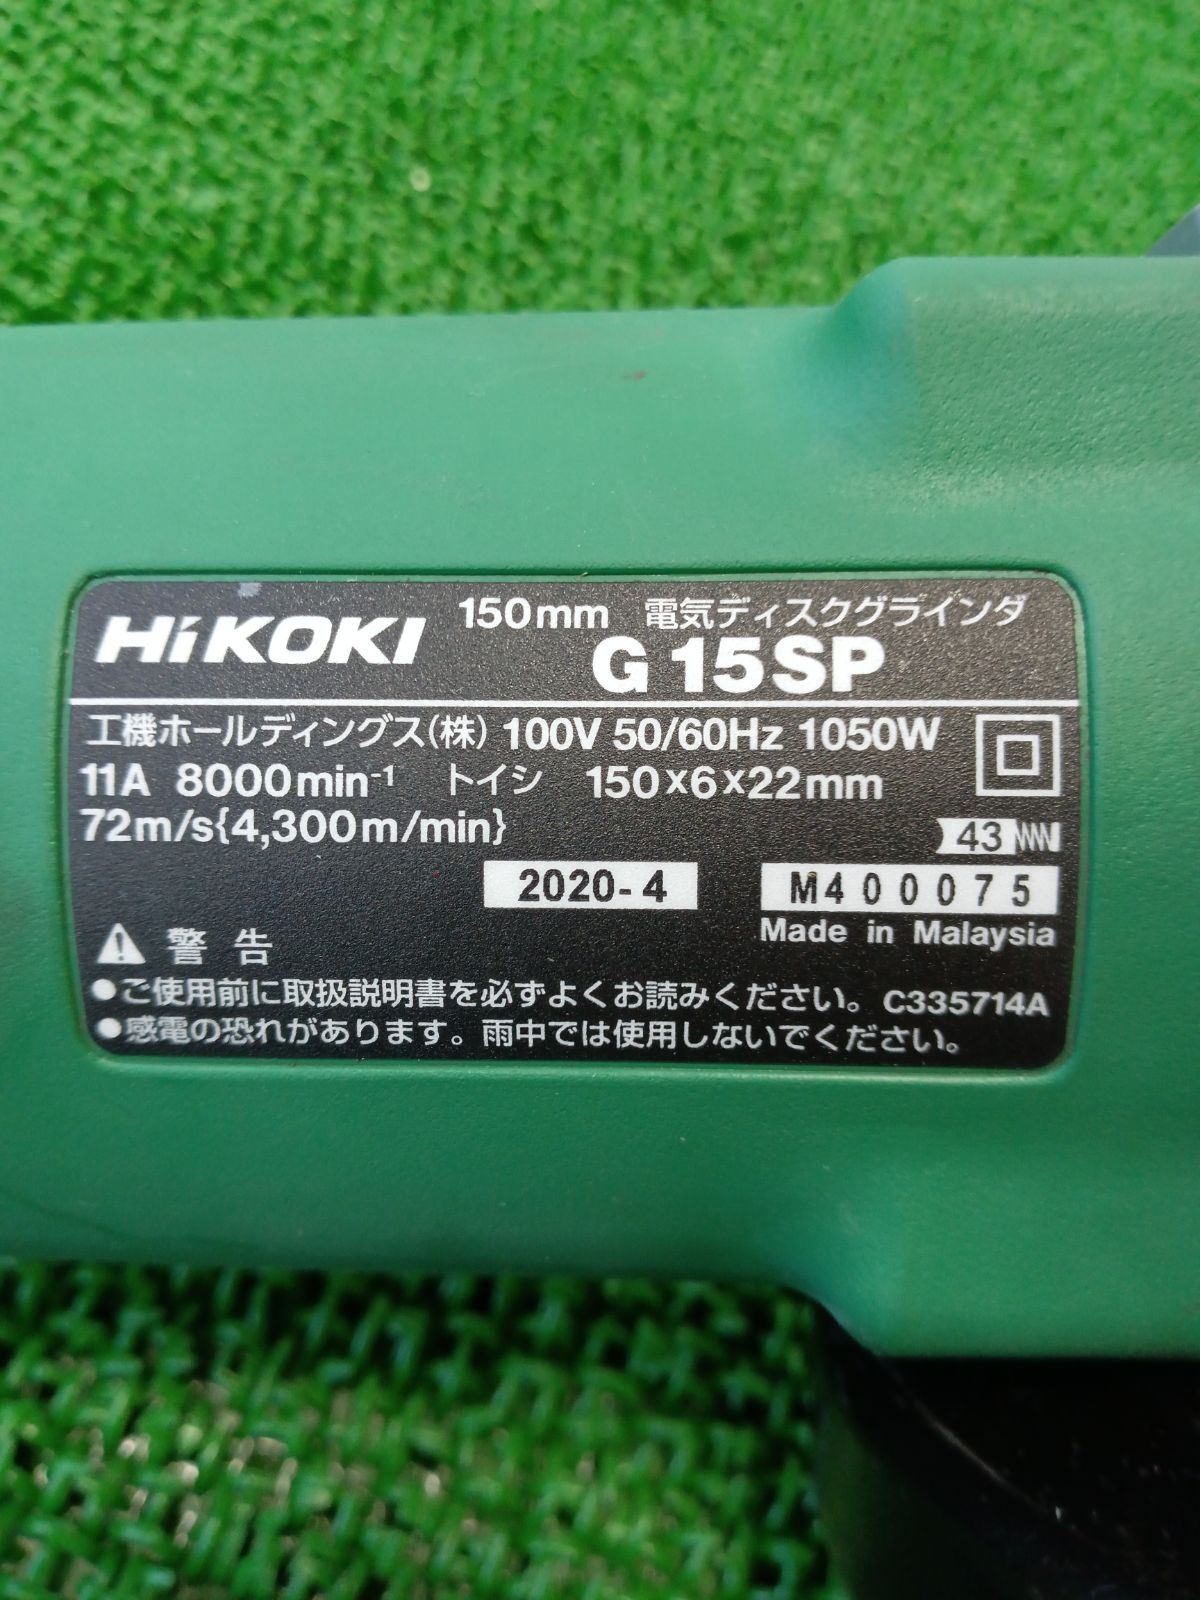 HiKOKI 150mm 電気ディスクグラインダ
G 15SP
工機ホールディングス(株) 100V 50/60Hz 1050W
11A 8000min⁻¹ トイシ 150×6×22mm
72m/s{4,300m/min}
43
2020-4 M400075
Made in Malaysia
警告
●ご使用前に取扱説明書を必ずよくお読みください。 C335714A
●感電の恐れがあります。雨中では使用しないでください。